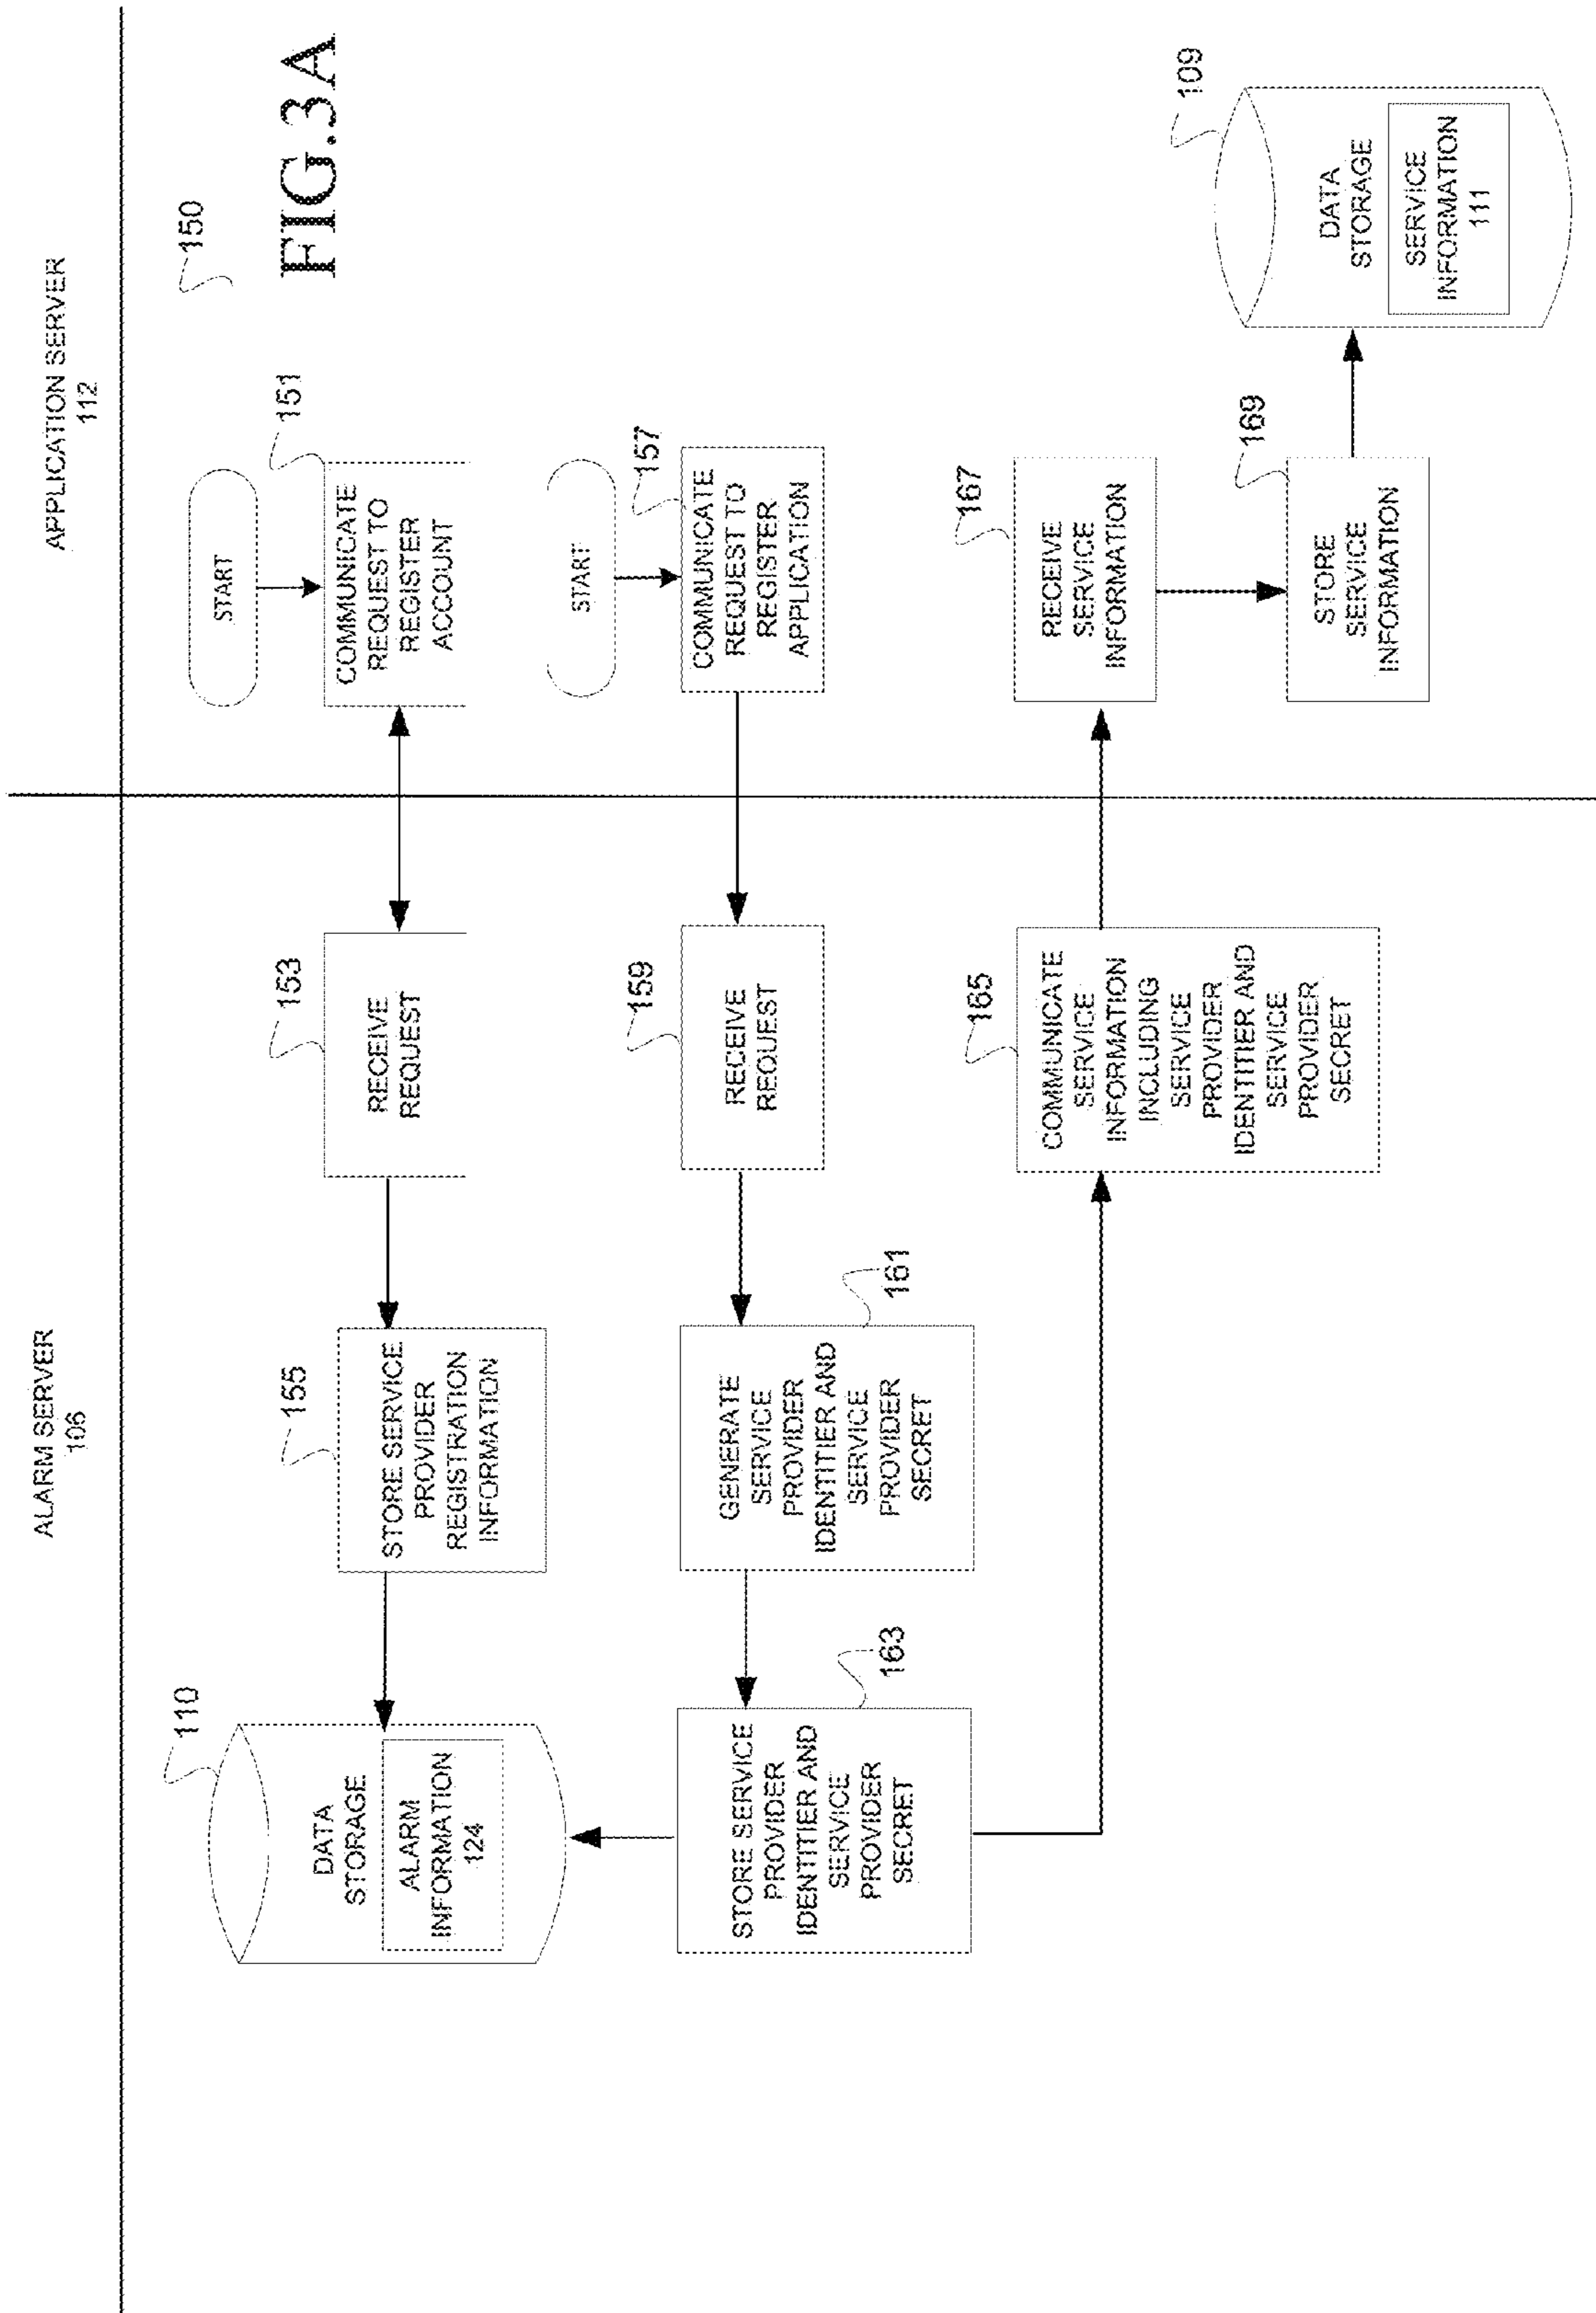 ALARM SERVER
106
APPLICATION SERVER
112
150
FIG.3A
START
151
COMMUNICATE
REQUEST TO
REGISTER
ACCOUNT
153
RECEIVE
REQUEST
155
STORE SERVICE
PROVIDER
REGISTRATION
INFORMATION
110
DATA
STORAGE
ALARM
INFORMATION
124
START
157
COMMUNICATE
REQUEST TO
REGISTER
APPLICATION
159
RECEIVE
REQUEST
161
GENERATE
SERVICE
PROVIDER
IDENTITIER AND
SERVICE
PROVIDER
SECRET
163
STORE SERVICE
PROVIDER
IDENTITIER AND
SERVICE
PROVIDER
SECRET
165
COMMUNICATE
SERVICE
INFORMATION
INCLUDING
SERVICE
PROVIDER
IDENTITIER AND
SERVICE
PROVIDER
SECRET
167
RECEIVE
SERVICE
INFORMATION
169
STORE
SERVICE
INFORMATION
109
DATA
STORAGE
SERVICE
INFORMATION
111